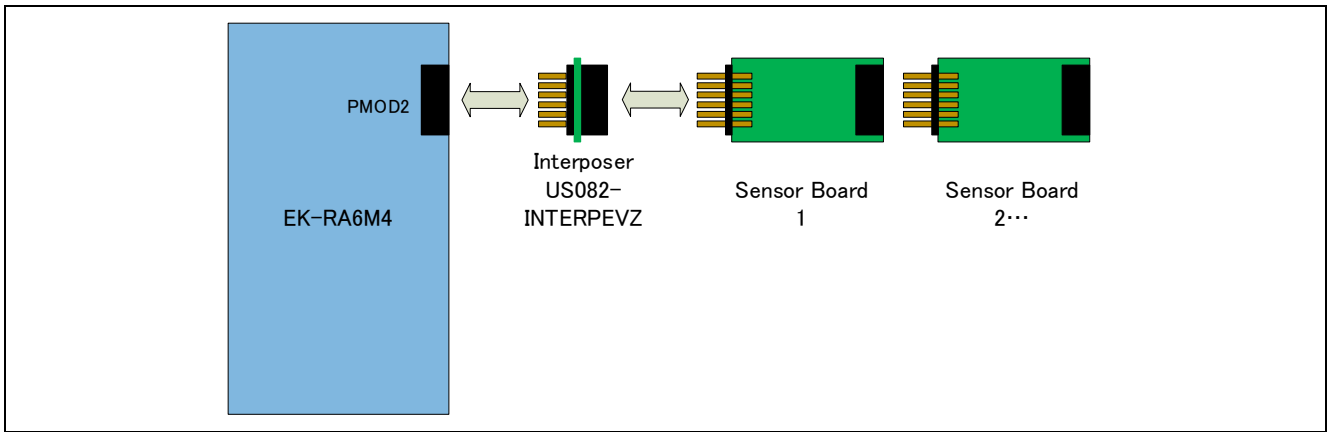 PMOD2
EK-RA6M4
Interposer
US082-
INTERPEVZ
Sensor Board
1
Sensor Board
2⋯